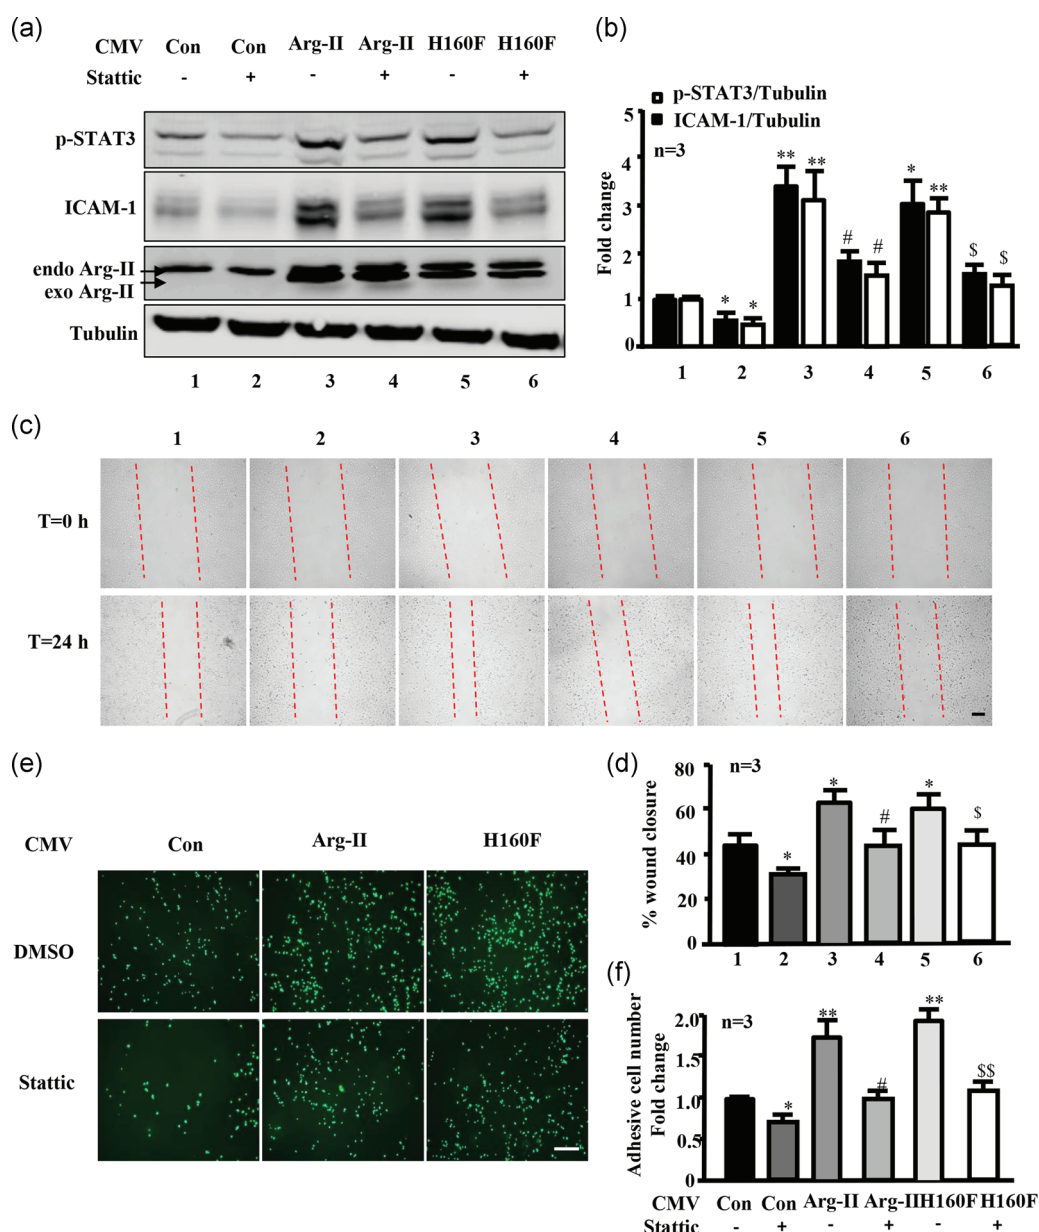 (a)
CMV Con Con Arg-II Arg-II H160F H160F
Stattic - + - + - +
p-STAT3
ICAM-1
endo Arg-II
exo Arg-II
Tubulin
1 2 3 4 5 6
(b)
p-STAT3/Tubulin
ICAM-1/Tubulin
n=3
Fold change
5
4
3
2
1
0
** ** * **
# # $ $
* *
1 2 3 4 5 6
(c)
1 2 3 4 5 6
T=0 h
T=24 h
(d)
n=3
% wound closure
80
60
40
20
0
* * * # $
1 2 3 4 5 6
(e)
CMV Con Arg-II H160F
DMSO
Stattic
(f)
n=3
Adhesive cell number
Fold change
2.0
1.5
1.0
0.5
0
* ** # ** $$
CMV Con Con Arg-II Arg-II H160F H160F
Stattic - + - + - +